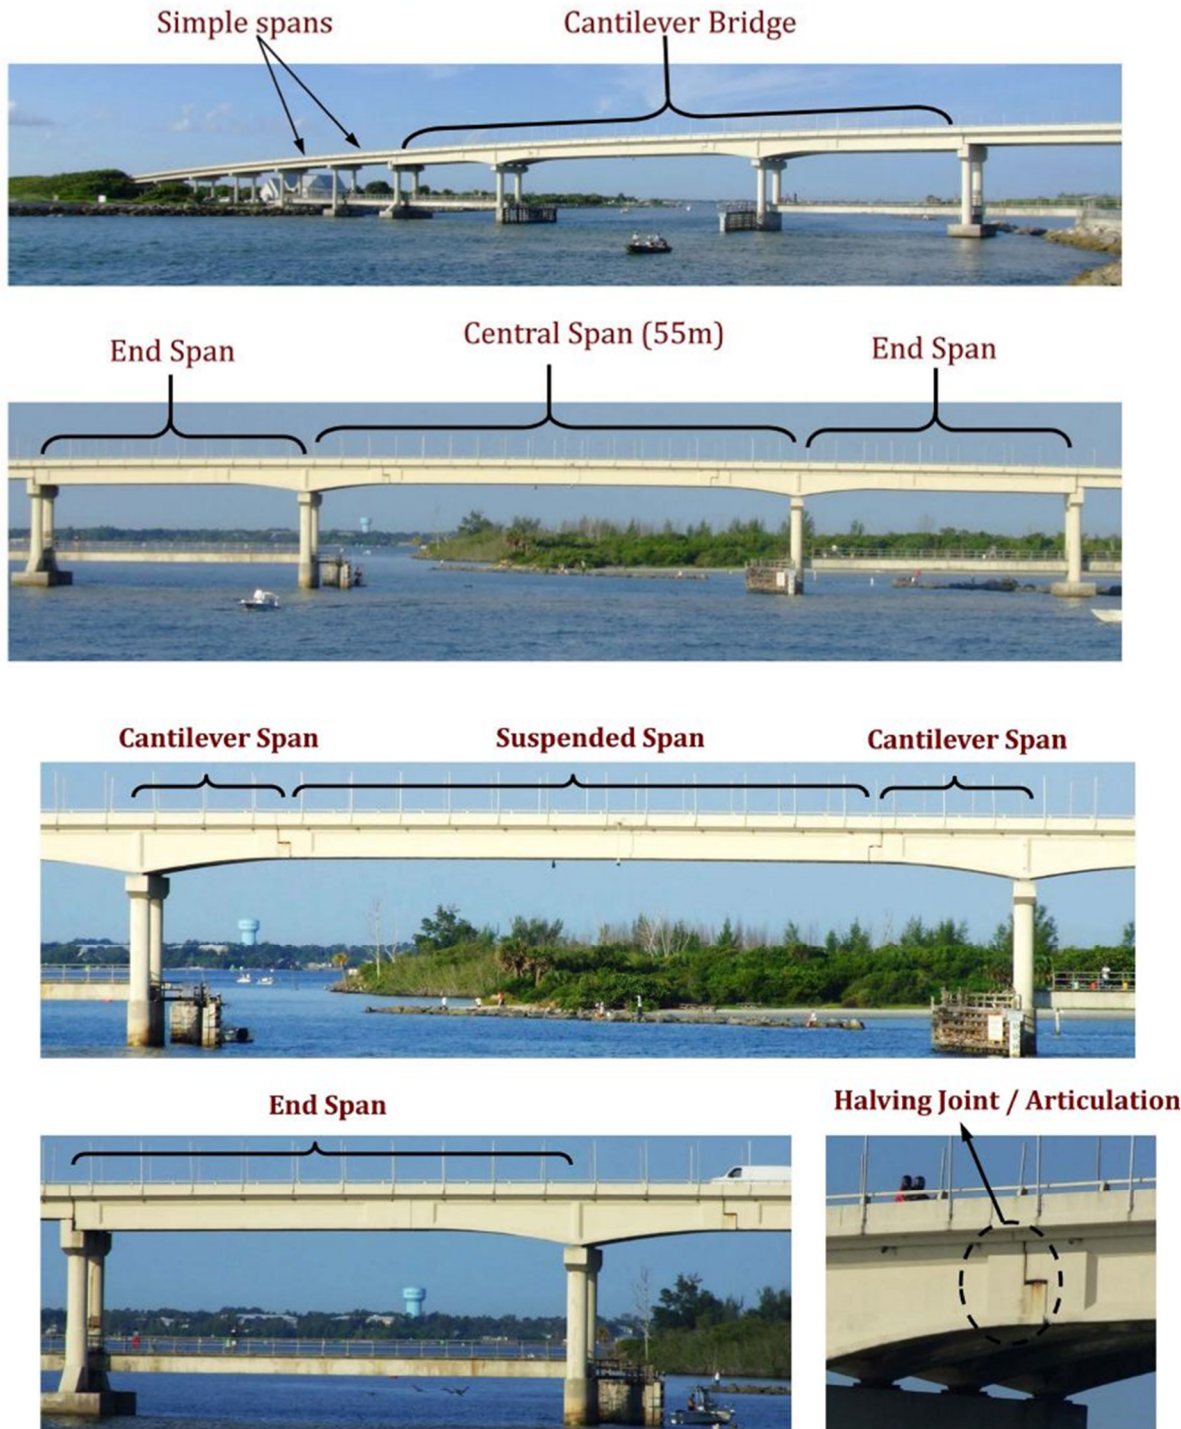 Simple spans
Cantilever Bridge
End Span
Central Span (55m)
End Span
Cantilever Span
Suspended Span
Cantilever Span
End Span
Halving Joint / Articulation